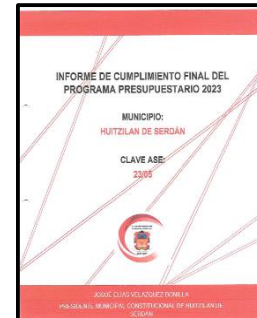 INFORME DE CUMPLIMIENTO FINAL DEL
PROGRAMA PRESUPUESTARIO 2023
MUNICIPIO:
HUITZILAN DE SERDÁN
CLAVE ASE:
23/05
JOSUÉ ELÍAS VELÁZQUEZ BONILLA
PRESIDENTE MUNICIPAL CONSTITUCIONAL DE HUITZILAN DE
SERDÁN